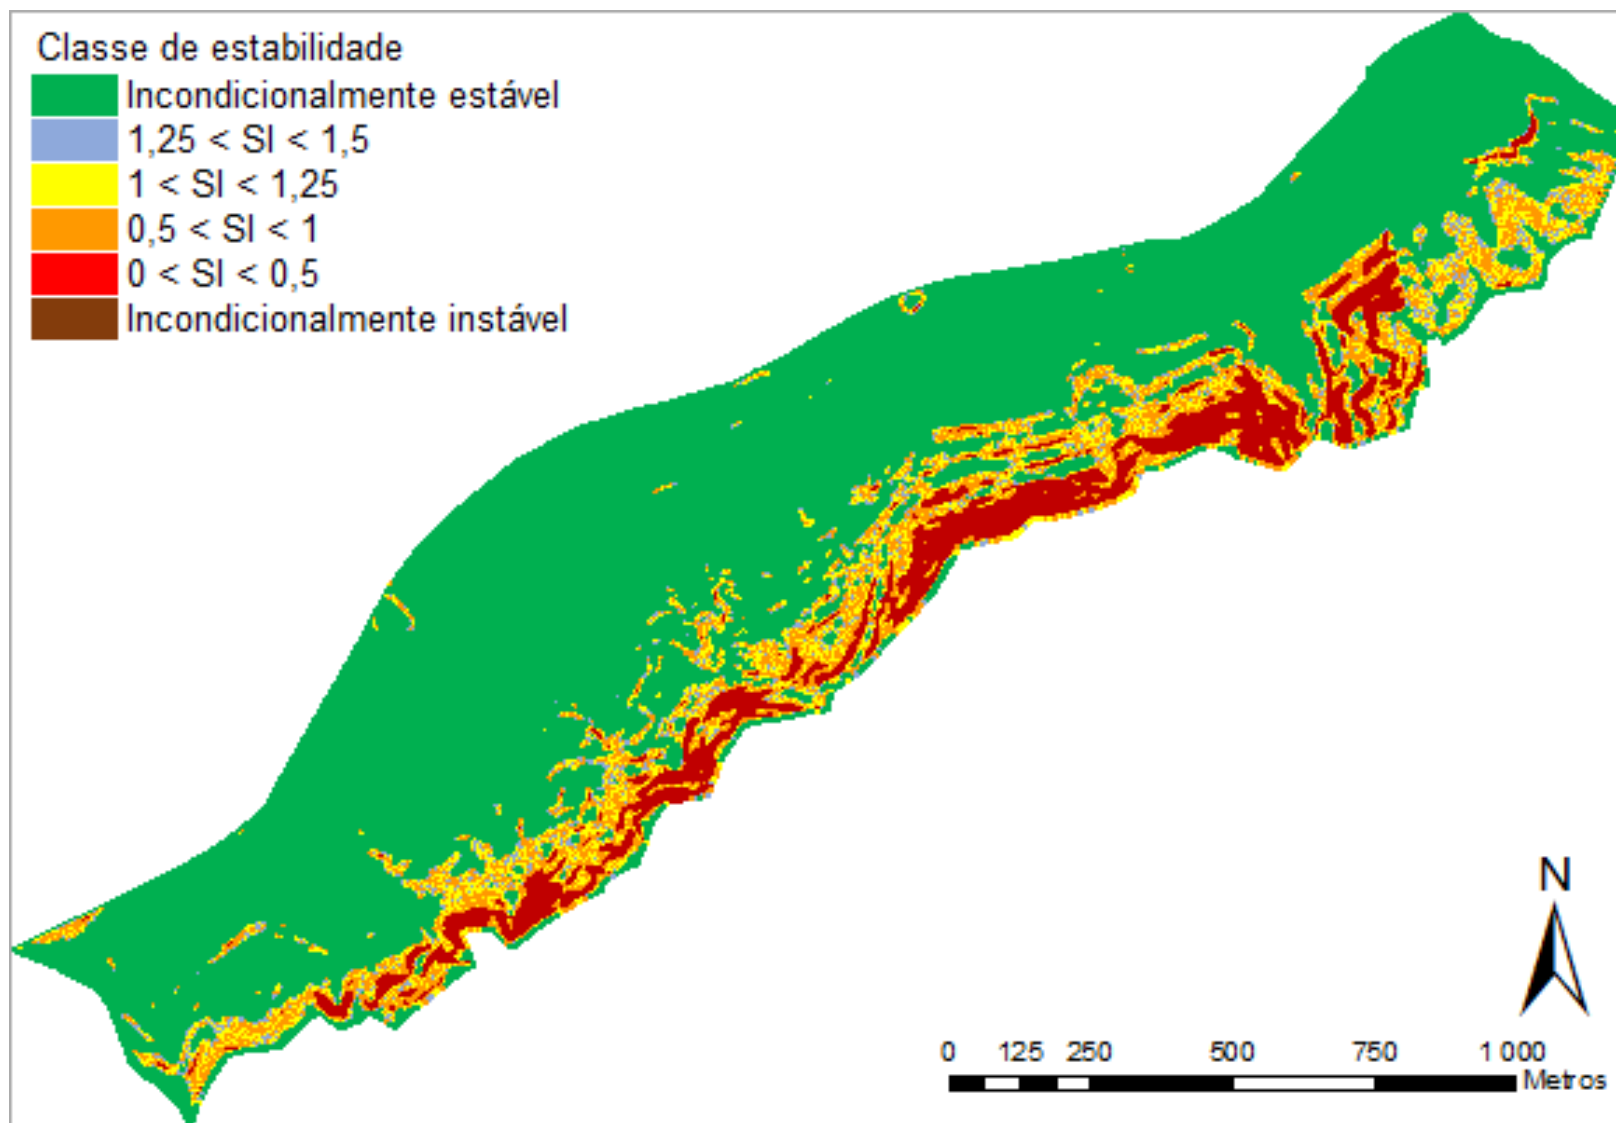 Classe de estabilidade
Incondicionalmente estável
1,25 < SI < 1,5
1 < SI < 1,25
0,5 < SI < 1
0 < SI < 0,5
Incondicionalmente instável
N
0 125 250 500 750 1 000
Metros